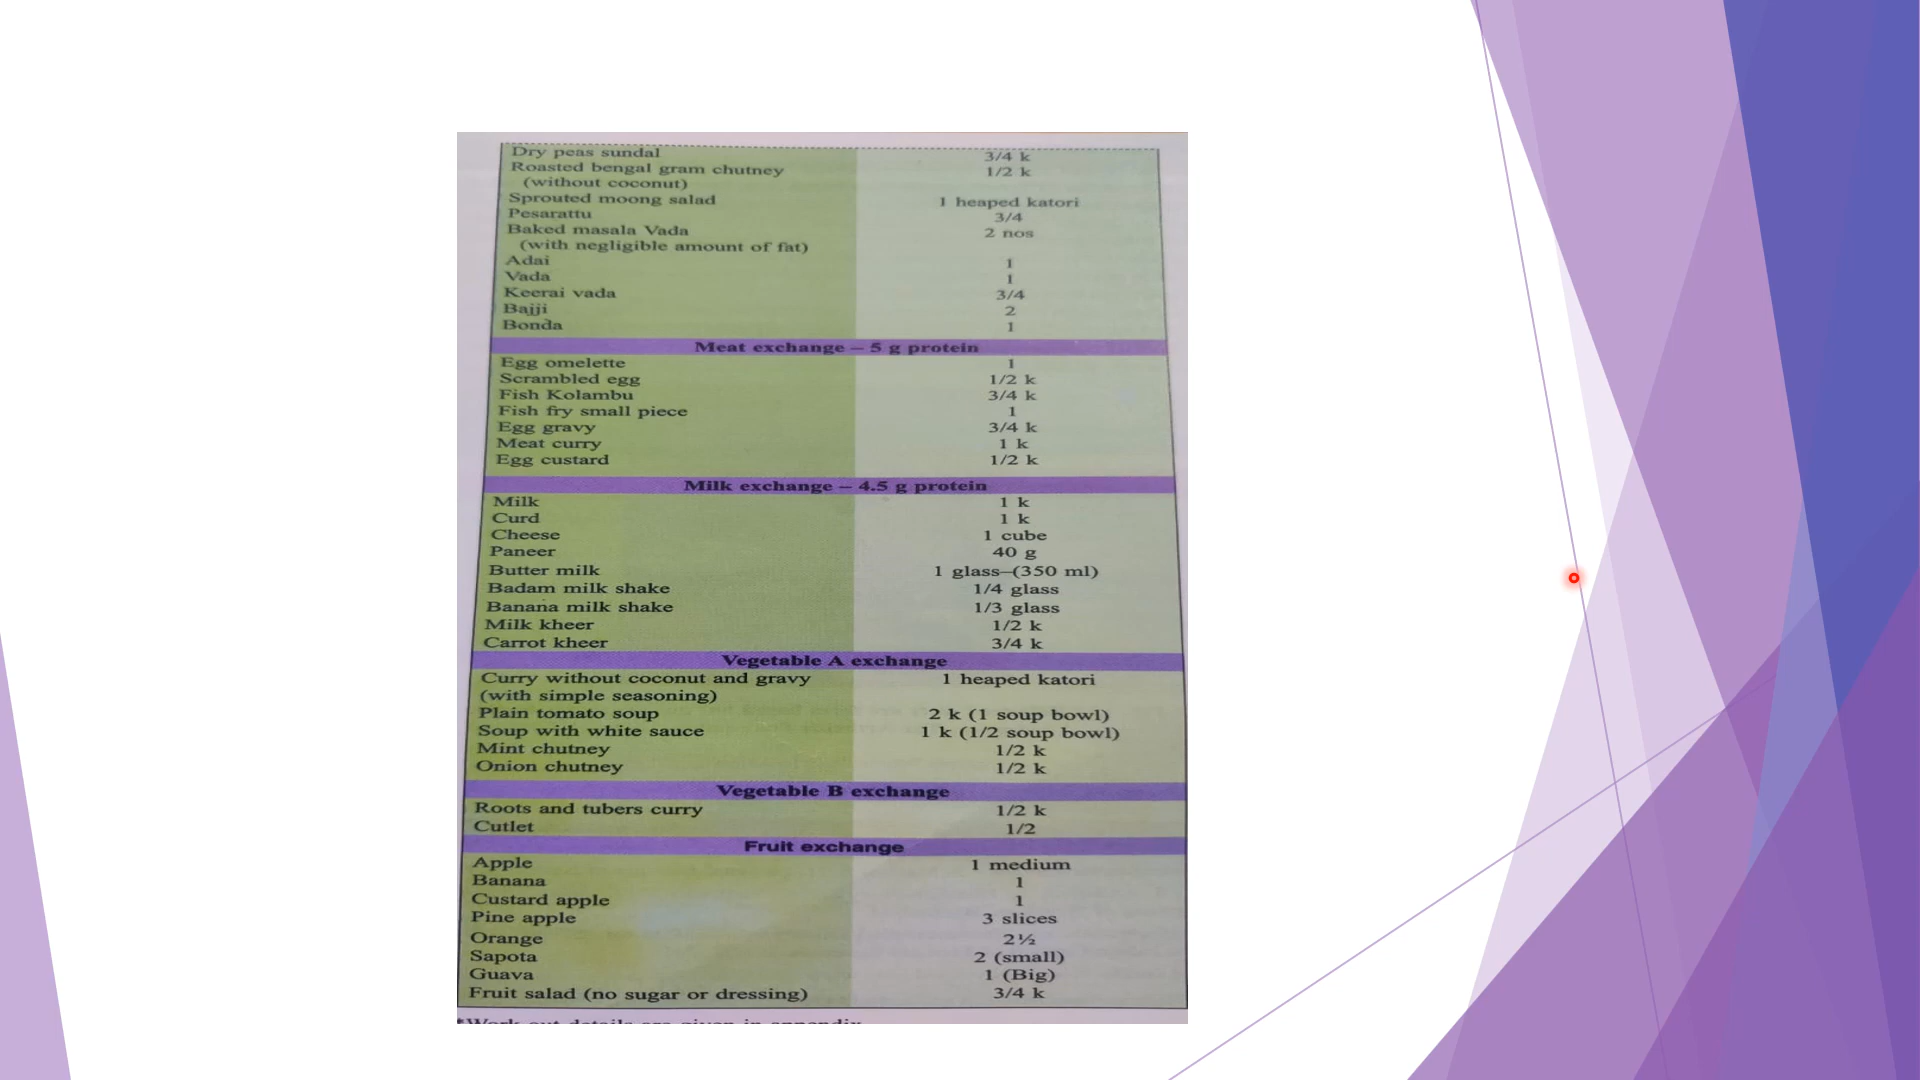 Dry peas sundal 3/4 k
Roasted bengal gram chutney 1/2 k
(without coconut)
Sprouted moong salad 1 heaped katori
Pesarattu 3/4
Baked masala Vada 2 nos
(with negligible amount of fat)
Adai 1
Vada 1
Keerai vada 3/4
Bajji 2
Bonda 1
Meat exchange – 5 g protein
Egg omelette 1
Scrambled egg 1/2 k
Fish Kolambu 3/4 k
Fish fry small piece 1
Egg gravy 3/4 k
Meat curry 1 k
Egg custard 1/2 k
Milk exchange – 4.5 g protein
Milk 1 k
Curd 1 k
Cheese 1 cube
Paneer 40 g
Butter milk 1 glass–(350 ml)
Badam milk shake 1/4 glass
Banana milk shake 1/3 glass
Milk kheer 1/2 k
Carrot kheer 3/4 k
Vegetable A exchange
Curry without coconut and gravy 1 heaped katori
(with simple seasoning)
Plain tomato soup 2 k (1 soup bowl)
Soup with white sauce 1 k (1/2 soup bowl)
Mint chutney 1/2 k
Onion chutney 1/2 k
Vegetable B exchange
Roots and tubers curry 1/2 k
Cutlet 1/2
Fruit exchange
Apple 1 medium
Banana 1
Custard apple 1
Pine apple 3 slices
Orange 2½
Sapota 2 (small)
Guava 1 (Big)
Fruit salad (no sugar or dressing) 3/4 k
*Work out details are given in appendix